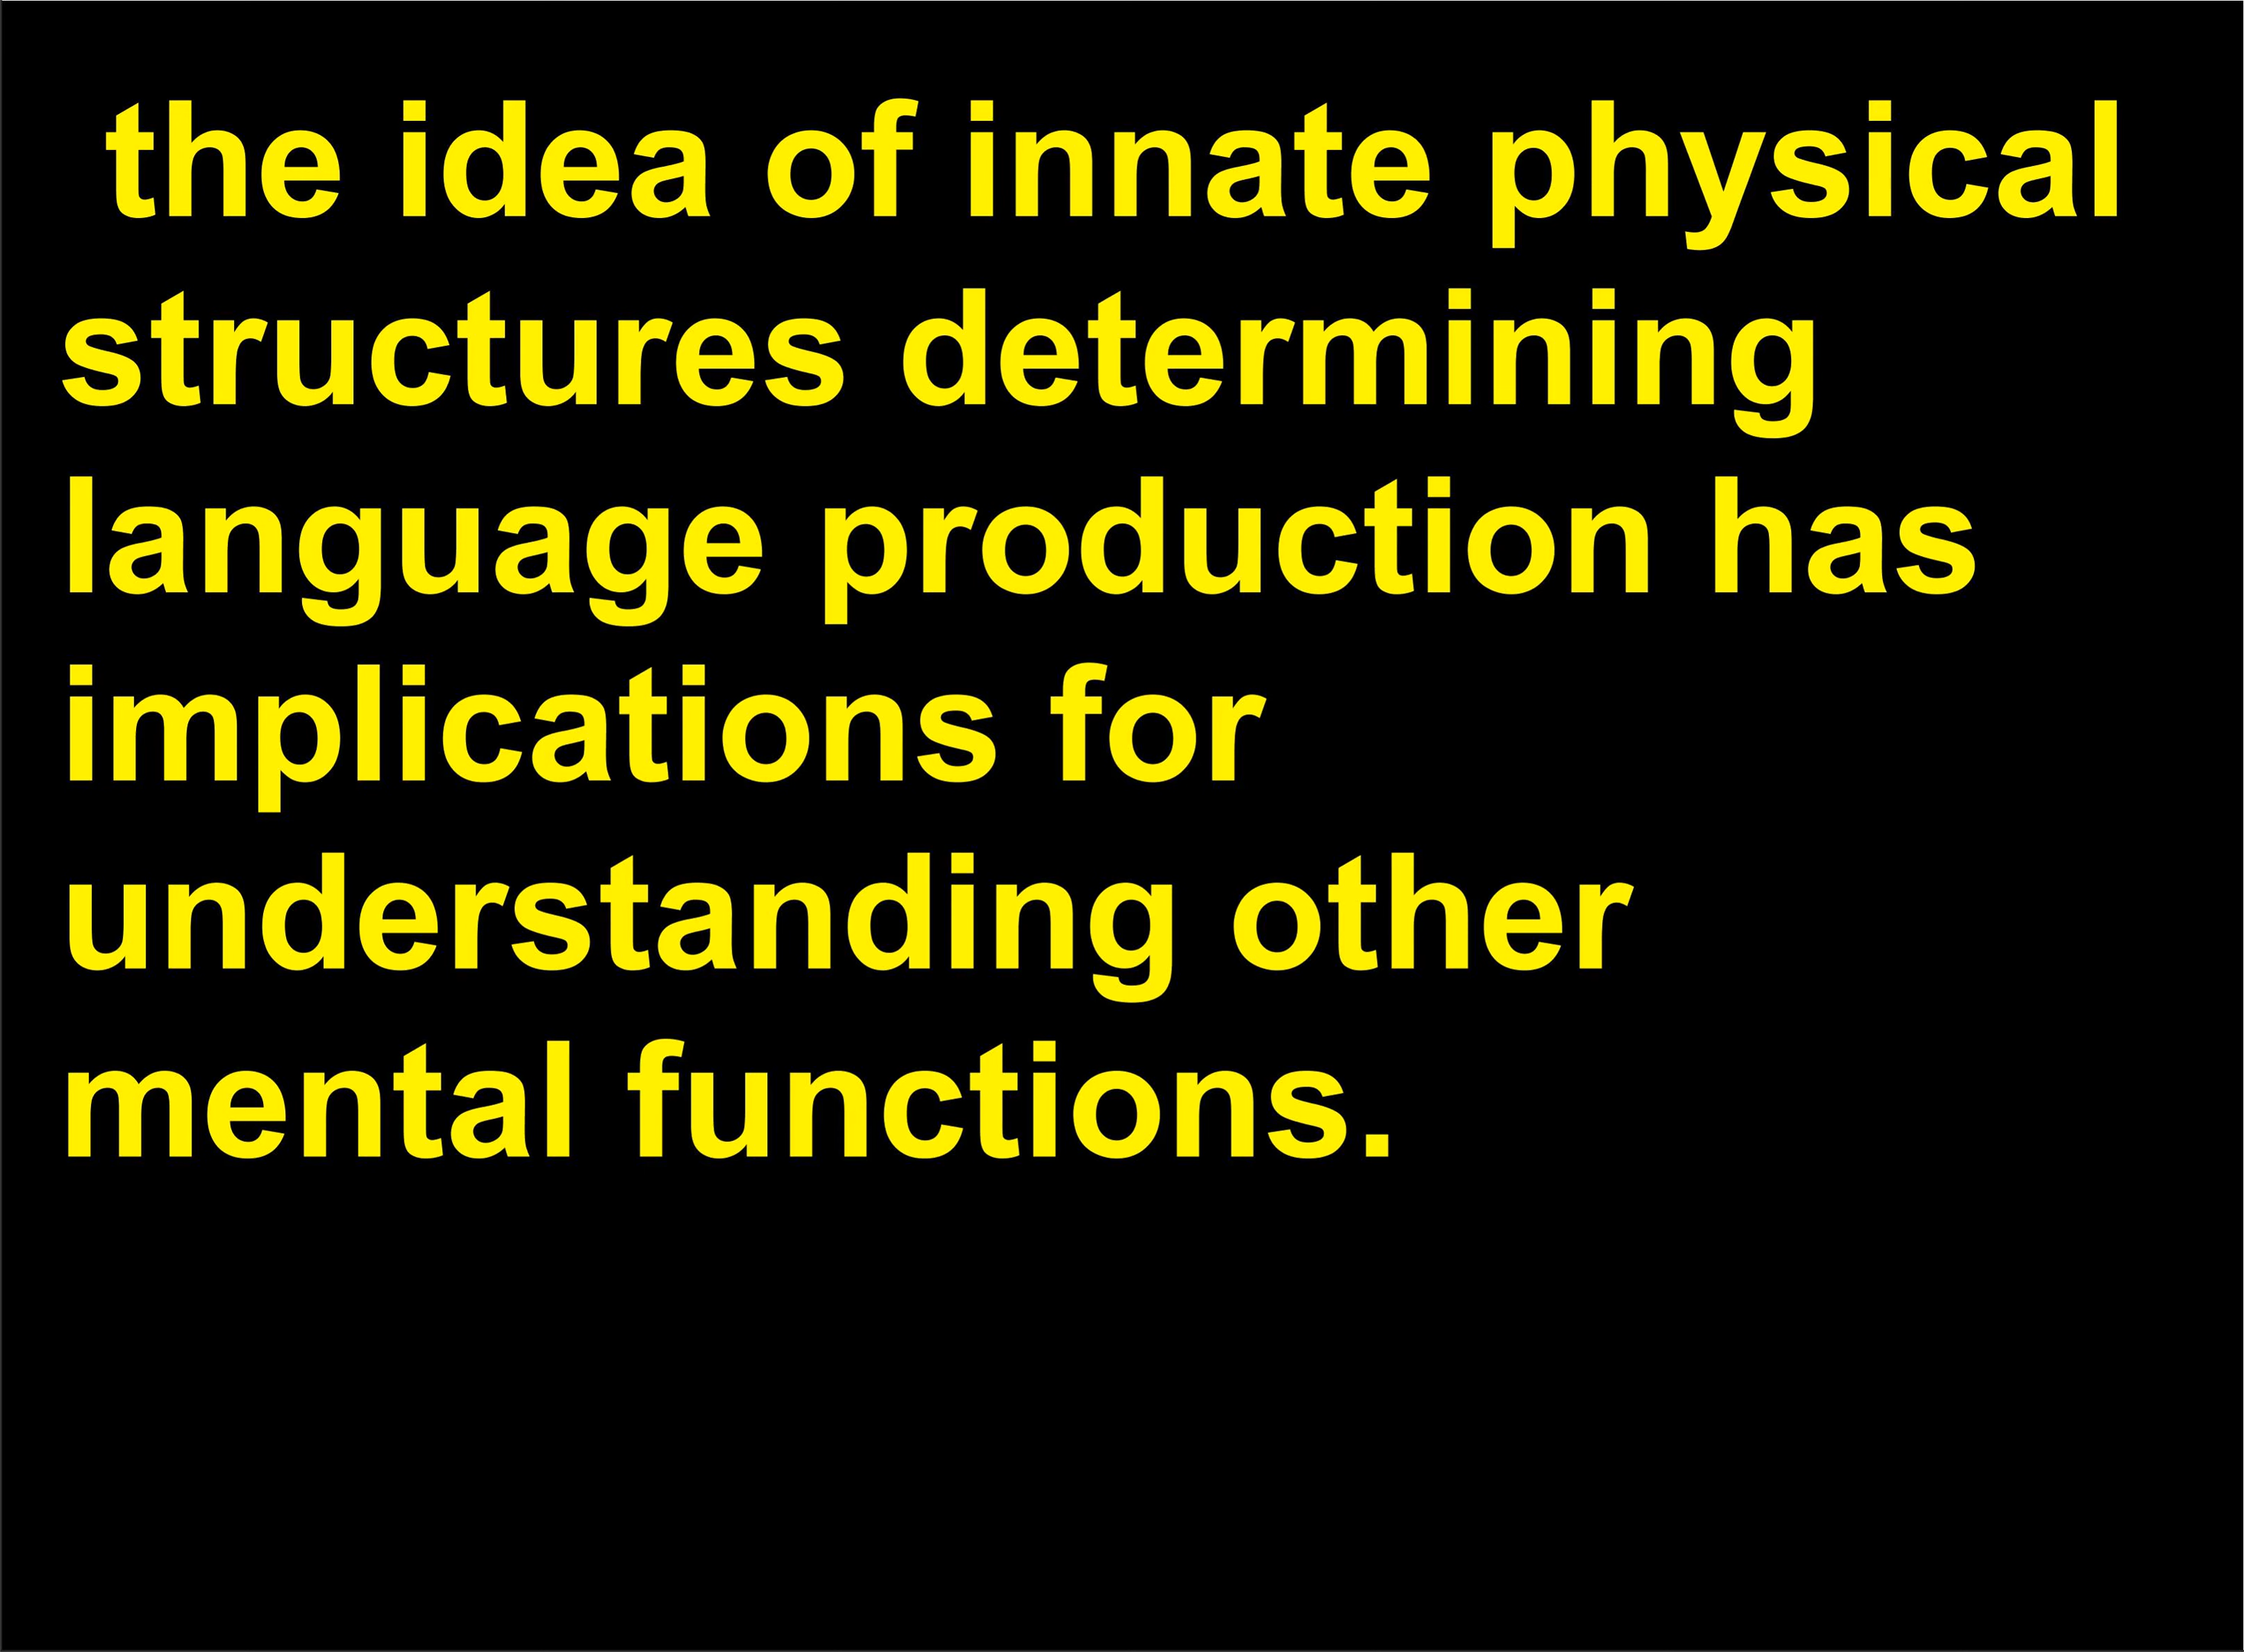 the idea of innate physical
structures determining
language production has
implications for
understanding other
mental functions.